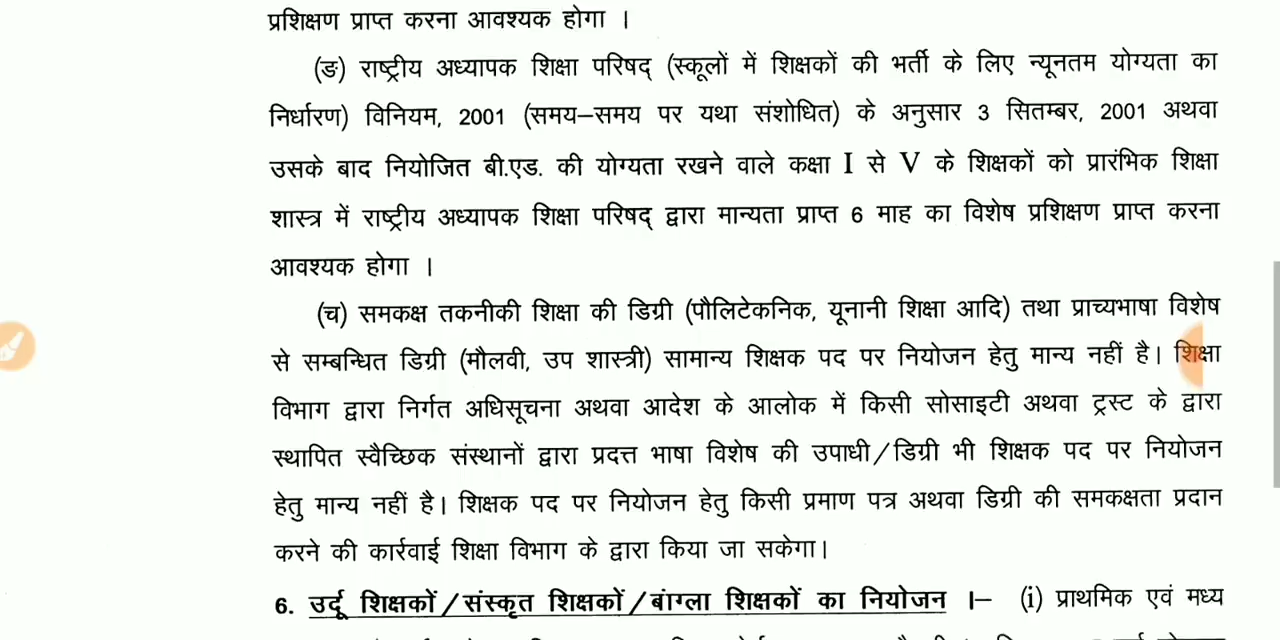 प्रशिक्षण प्राप्त करना आवश्यक होगा ।
(ङ) राष्ट्रीय अध्यापक शिक्षा परिषद् (स्कूलों में शिक्षकों की भर्ती के लिए न्यूनतम योग्यता का
निर्धारण) विनियम, 2001 (समय–समय पर यथा संशोधित) के अनुसार 3 सितम्बर, 2001 अथवा
उसके बाद नियोजित बी.एड. की योग्यता रखने वाले कक्षा I से V के शिक्षकों को प्रारंभिक शिक्षा
शास्त्र में राष्ट्रीय अध्यापक शिक्षा परिषद् द्वारा मान्यता प्राप्त 6 माह का विशेष प्रशिक्षण प्राप्त करना
आवश्यक होगा ।
(च) समकक्ष तकनीकी शिक्षा की डिग्री (पौलिटेकनिक, यूनानी शिक्षा आदि) तथा प्राच्यभाषा विशेष
से सम्बन्धित डिग्री (मौलवी, उप शास्त्री) सामान्य शिक्षक पद पर नियोजन हेतु मान्य नहीं है। शिक्षा
विभाग द्वारा निर्गत अधिसूचना अथवा आदेश के आलोक में किसी सोसाइटी अथवा ट्रस्ट के द्वारा
स्थापित स्वैच्छिक संस्थानों द्वारा प्रदत्त भाषा विशेष की उपाधी/डिग्री भी शिक्षक पद पर नियोजन
हेतु मान्य नहीं है। शिक्षक पद पर नियोजन हेतु किसी प्रमाण पत्र अथवा डिग्री की समकक्षता प्रदान
करने की कार्रवाई शिक्षा विभाग के द्वारा किया जा सकेगा।
6. उर्दू शिक्षकों/संस्कृत शिक्षकों/बांग्ला शिक्षकों का नियोजन ।– (i) प्राथमिक एवं मध्य